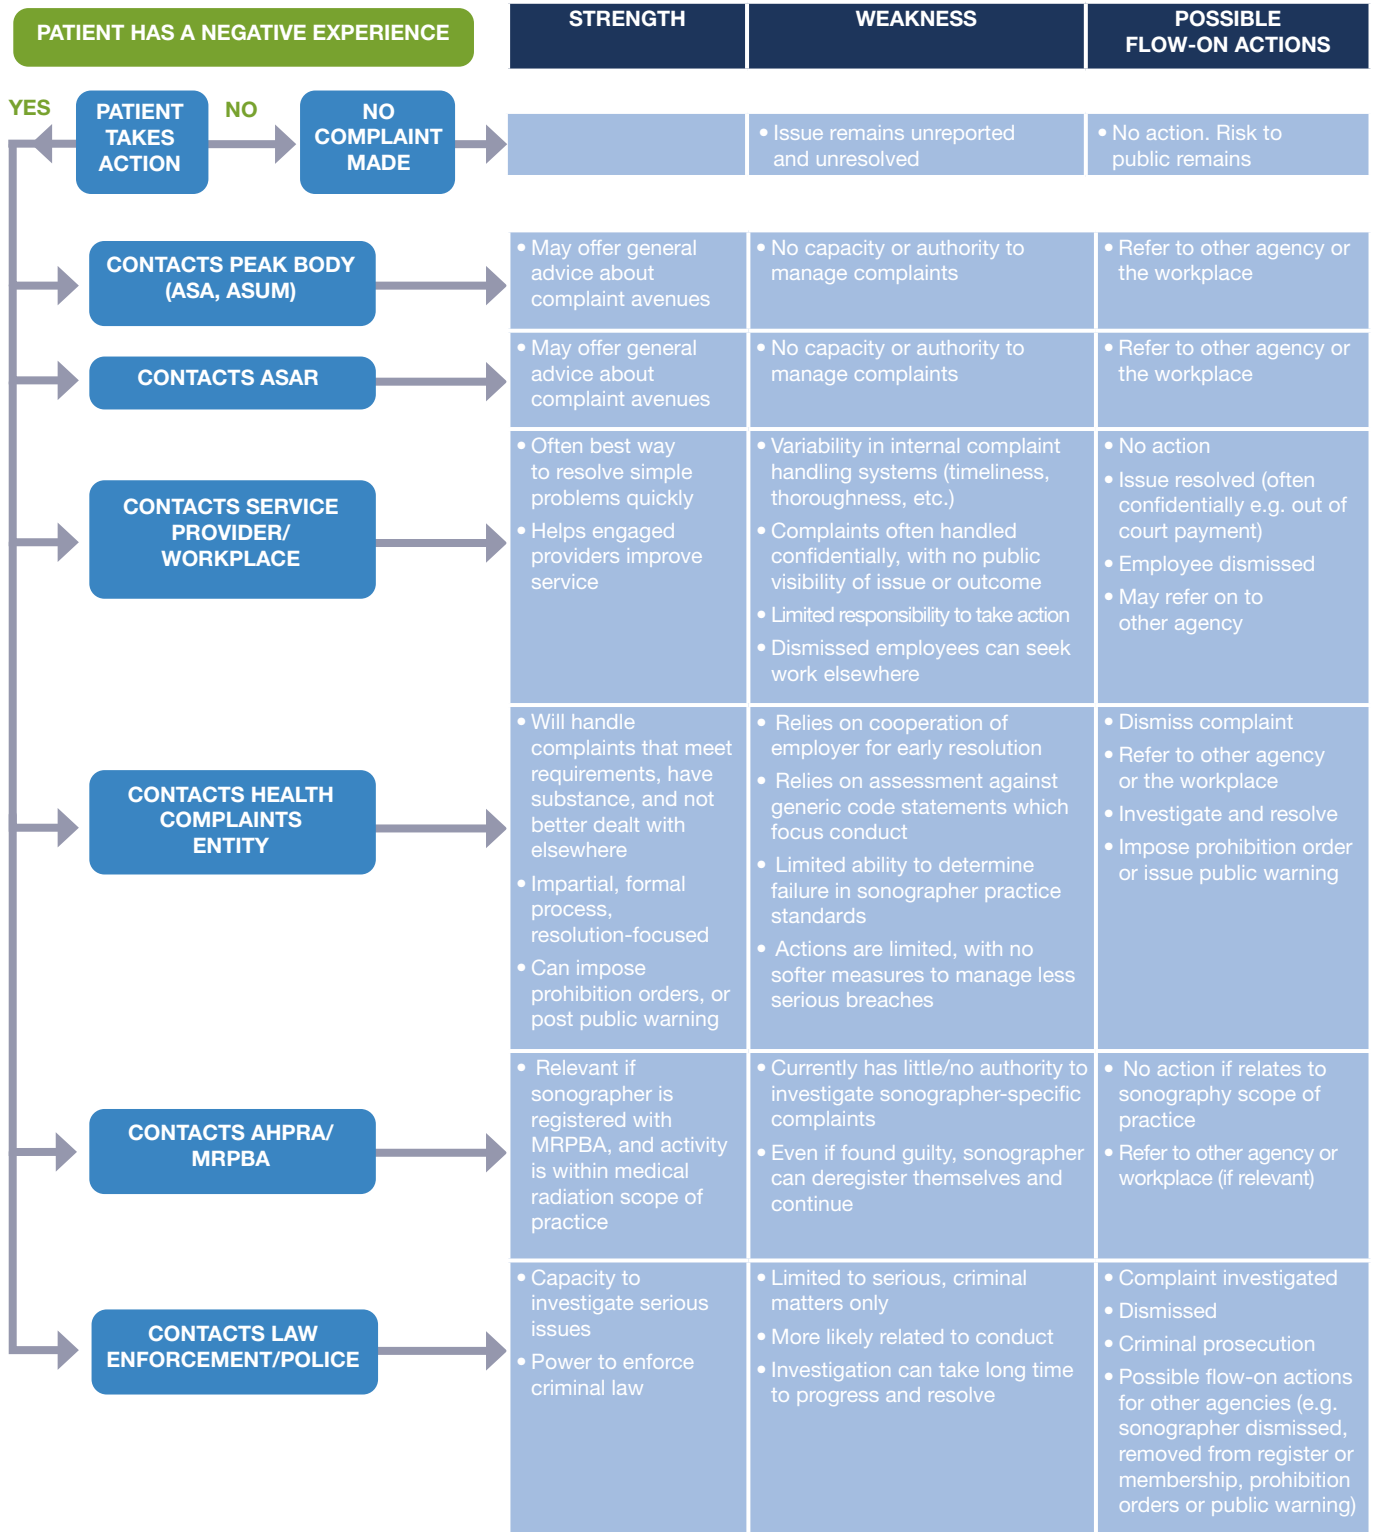 PATIENT HAS A NEGATIVE EXPERIENCE
STRENGTH
WEAKNESS
POSSIBLE
FLOW-ON ACTIONS
YES
PATIENT
TAKES
ACTION
NO
NO
COMPLAINT
MADE
• Issue remains unreported
and unresolved
• No action. Risk to
public remains
CONTACTS PEAK BODY
(ASA, ASUM)
• May offer general
advice about
complaint avenues
• No capacity or authority to
manage complaints
• Refer to other agency or
the workplace
CONTACTS ASAR
• May offer general
advice about
complaint avenues
• No capacity or authority to
manage complaints
• Refer to other agency or
the workplace
CONTACTS SERVICE
PROVIDER/
WORKPLACE
• Often best way
to resolve simple
problems quickly
• Helps engaged
providers improve
service
• Variability in internal complaint
handling systems (timeliness,
thoroughness, etc.)
• Complaints often handled
confidentially, with no public
visibility of issue or outcome
• Limited responsibility to take action
• Dismissed employees can seek
work elsewhere
• No action
• Issue resolved (often
confidentially e.g. out of
court payment)
• Employee dismissed
• May refer on to
other agency
CONTACTS HEALTH
COMPLAINTS
ENTITY
• Will handle
complaints that meet
requirements, have
substance, and not
better dealt with
elsewhere
• Impartial, formal
process,
resolution-focused
• Can impose
prohibition orders, or
post public warning
• Relies on cooperation of
employer for early resolution
• Relies on assessment against
generic code statements which
focus conduct
• Limited ability to determine
failure in sonographer practice
standards
• Actions are limited, with no
softer measures to manage less
serious breaches
• Dismiss complaint
• Refer to other agency
or the workplace
• Investigate and resolve
• Impose prohibition order
or issue public warning
CONTACTS AHPRA/
MRPBA
• Relevant if
sonographer is
registered with
MRPBA, and activity
is within medical
radiation scope of
practice
• Currently has little/no authority to
investigate sonographer-specific
complaints
• Even if found guilty, sonographer
can deregister themselves and
continue
• No action if relates to
sonography scope of
practice
• Refer to other agency or
workplace (if relevant)
CONTACTS LAW
ENFORCEMENT/POLICE
• Capacity to
investigate serious
issues
• Power to enforce
criminal law
• Limited to serious, criminal
matters only
• More likely related to conduct
• Investigation can take long time
to progress and resolve
• Complaint investigated
• Dismissed
• Criminal prosecution
• Possible flow-on actions
for other agencies (e.g.
sonographer dismissed,
removed from register or
membership, prohibition
orders or public warning)